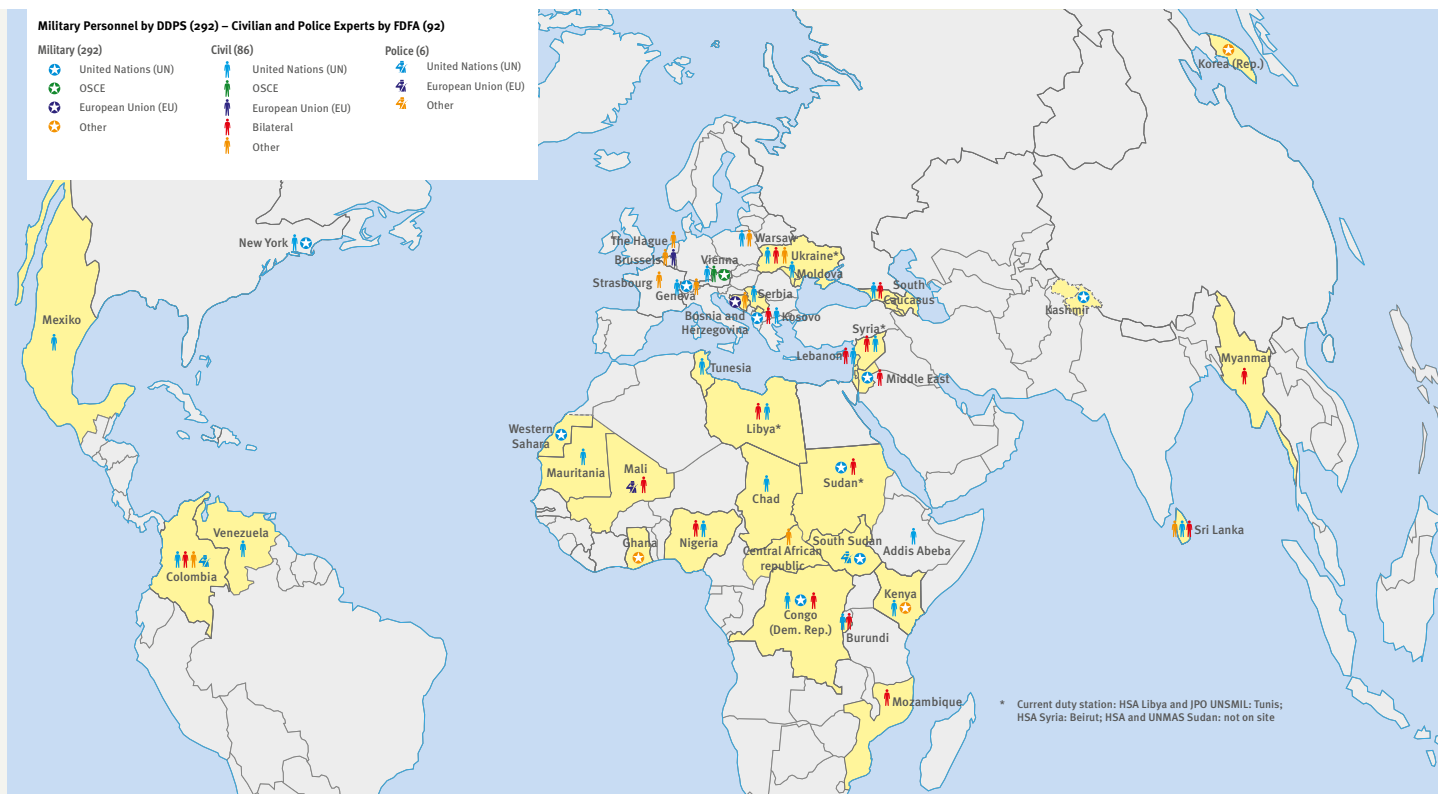 Military Personnel by DDPS (292) – Civilian and Police Experts by FDFA (92)
Military (292)
United Nations (UN)
OSCE
European Union (EU)
Other
Civil (86)
United Nations (UN)
OSCE
European Union (EU)
Bilateral
Other
Police (6)
United Nations (UN)
European Union (EU)
Other
Korea (Rep.)
New York
The Hague
Warsaw
Brussels
Vienna
Ukraine*
Strasbourg
Moldova
Geneva
Serbia
South
Caucasus
Kashmir
Bosnia and
Herzegovina
Kosovo
Mexiko
Syria*
Lebanon
Myanmar
Tunesia
Middle East
Libya*
Western
Sahara
Mauritania
Mali
Sudan*
Chad
Venezuela
Colombia
Ghana
Nigeria
Central African
republic
South Sudan
Addis Abeba
Sri Lanka
Kenya
Congo
(Dem. Rep.)
Burundi
Mozambique
* Current duty station: HSA Libya and JPO UNSMIL: Tunis;
HSA Syria: Beirut; HSA and UNMAS Sudan: not on site